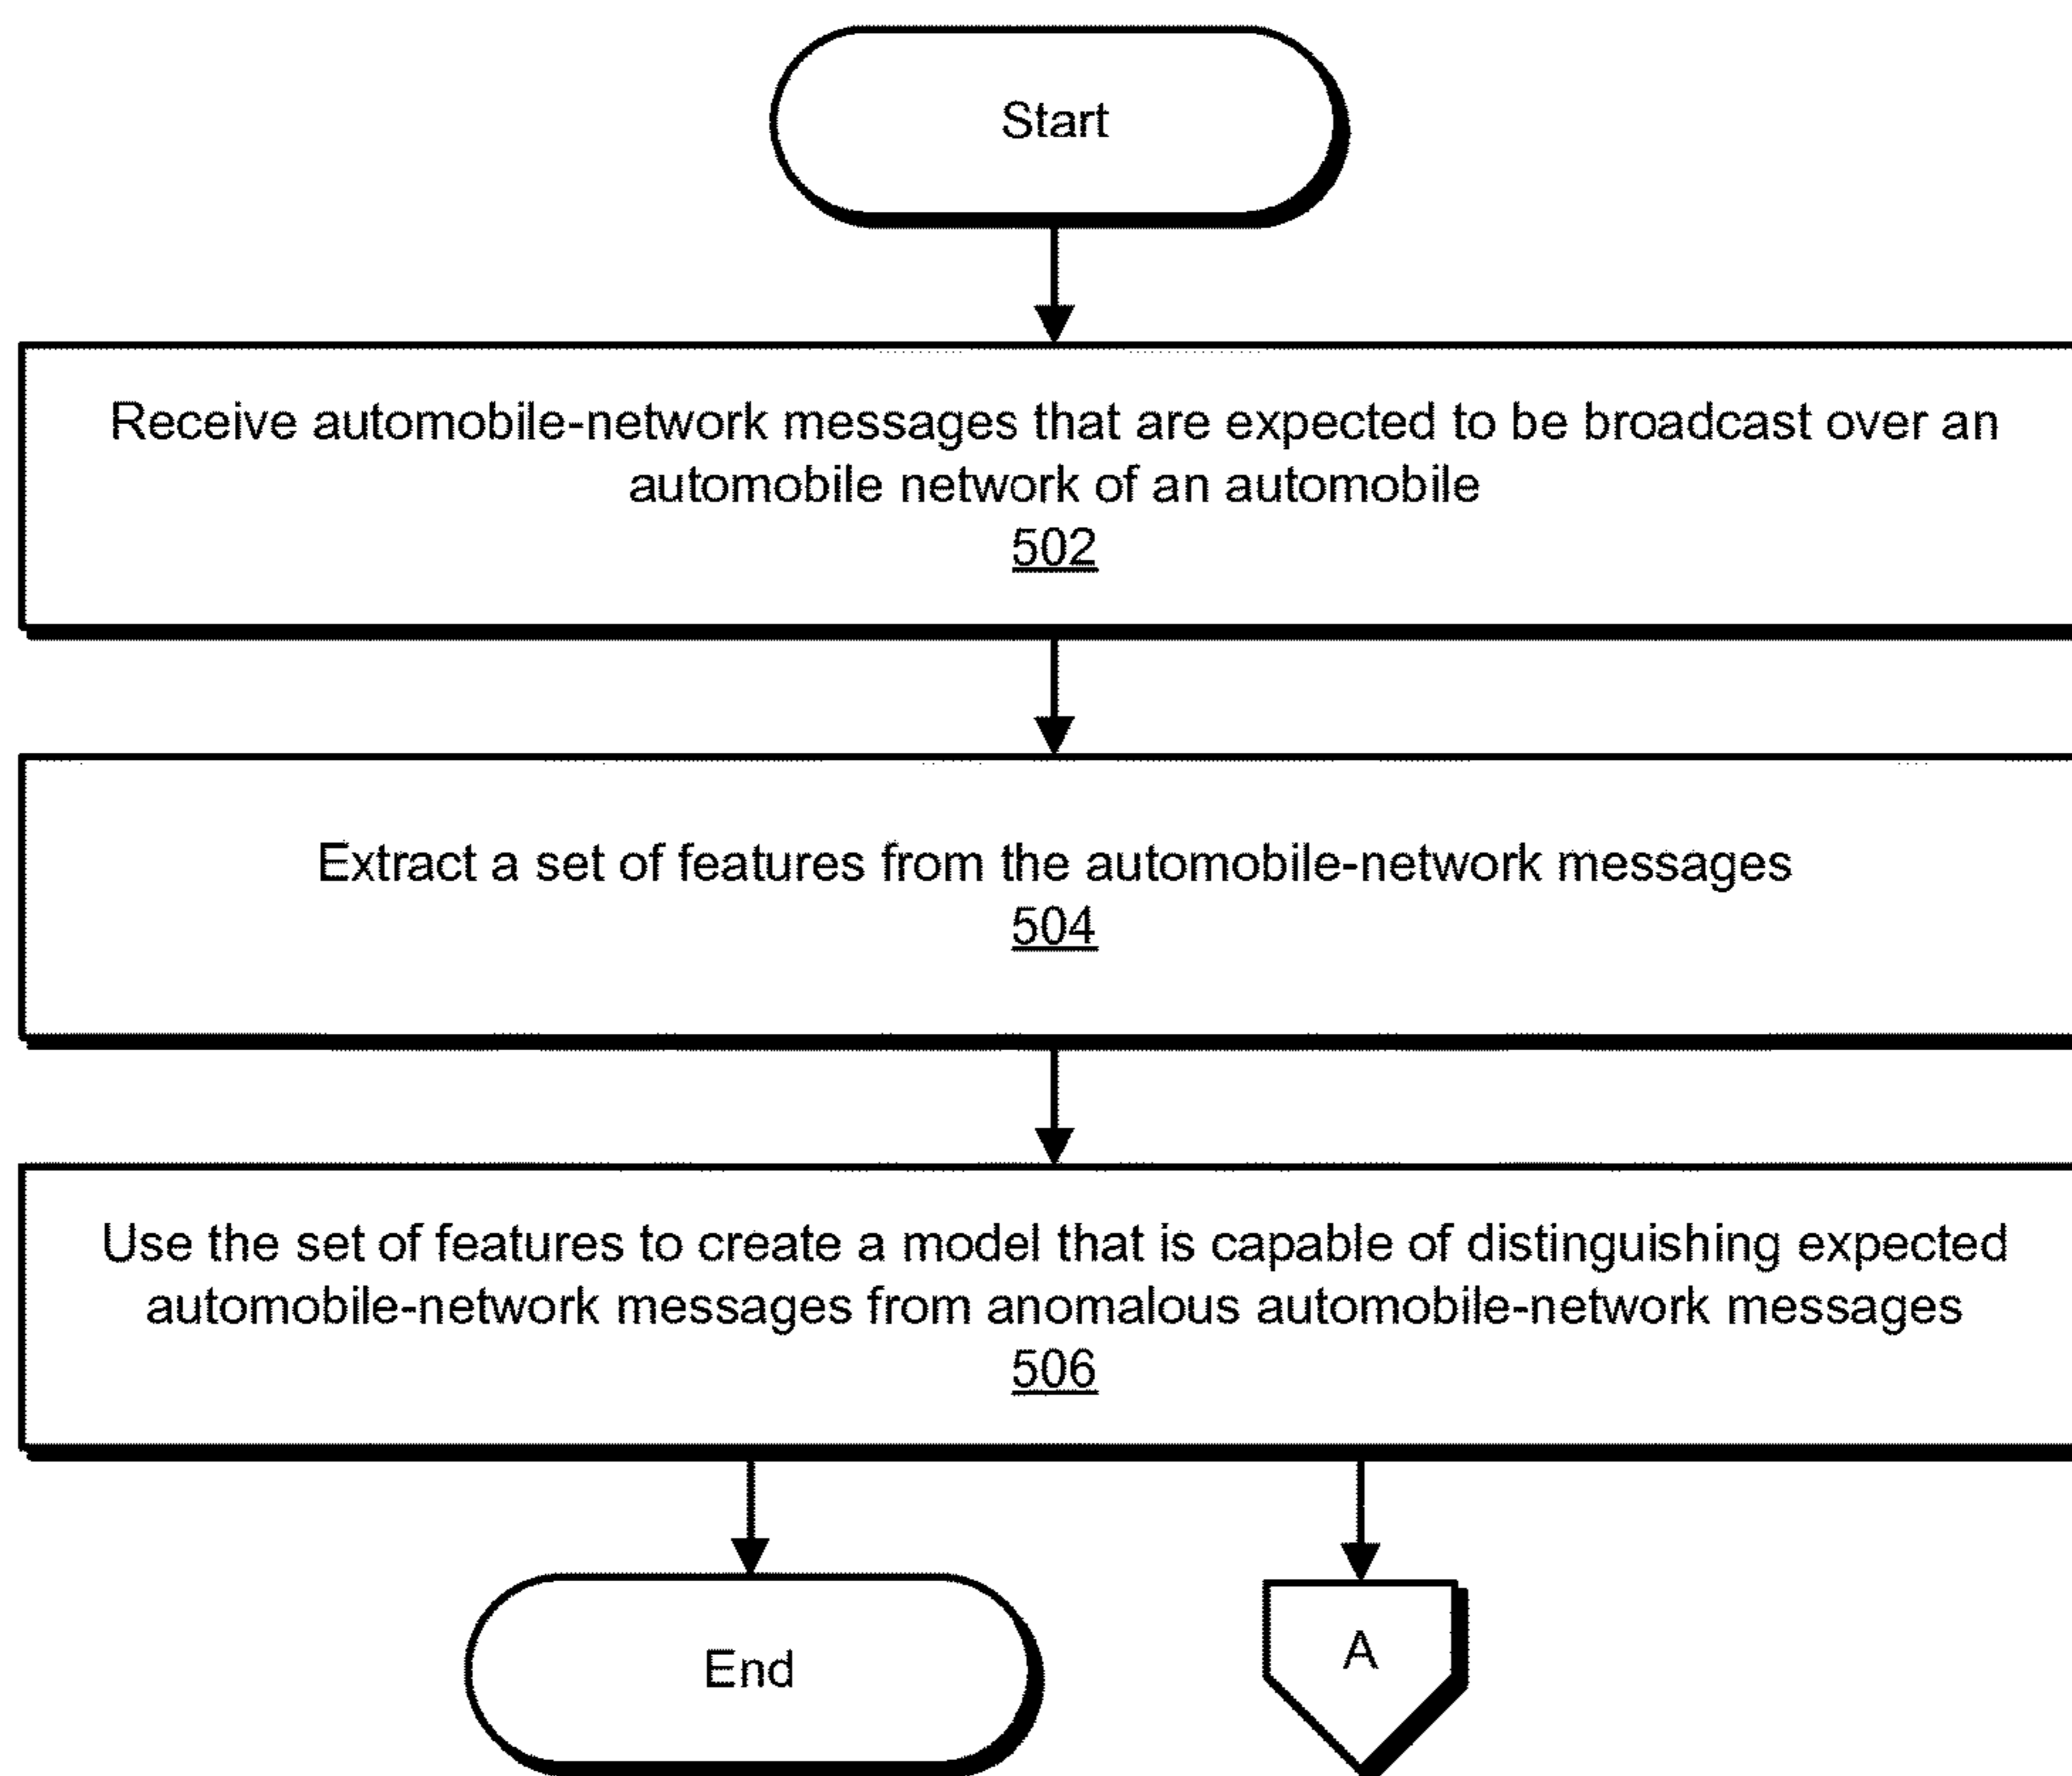 Start
Receive automobile-network messages that are expected to be broadcast over an
automobile network of an automobile
502
Extract a set of features from the automobile-network messages
504
Use the set of features to create a model that is capable of distinguishing expected
automobile-network messages from anomalous automobile-network messages
506
End
A